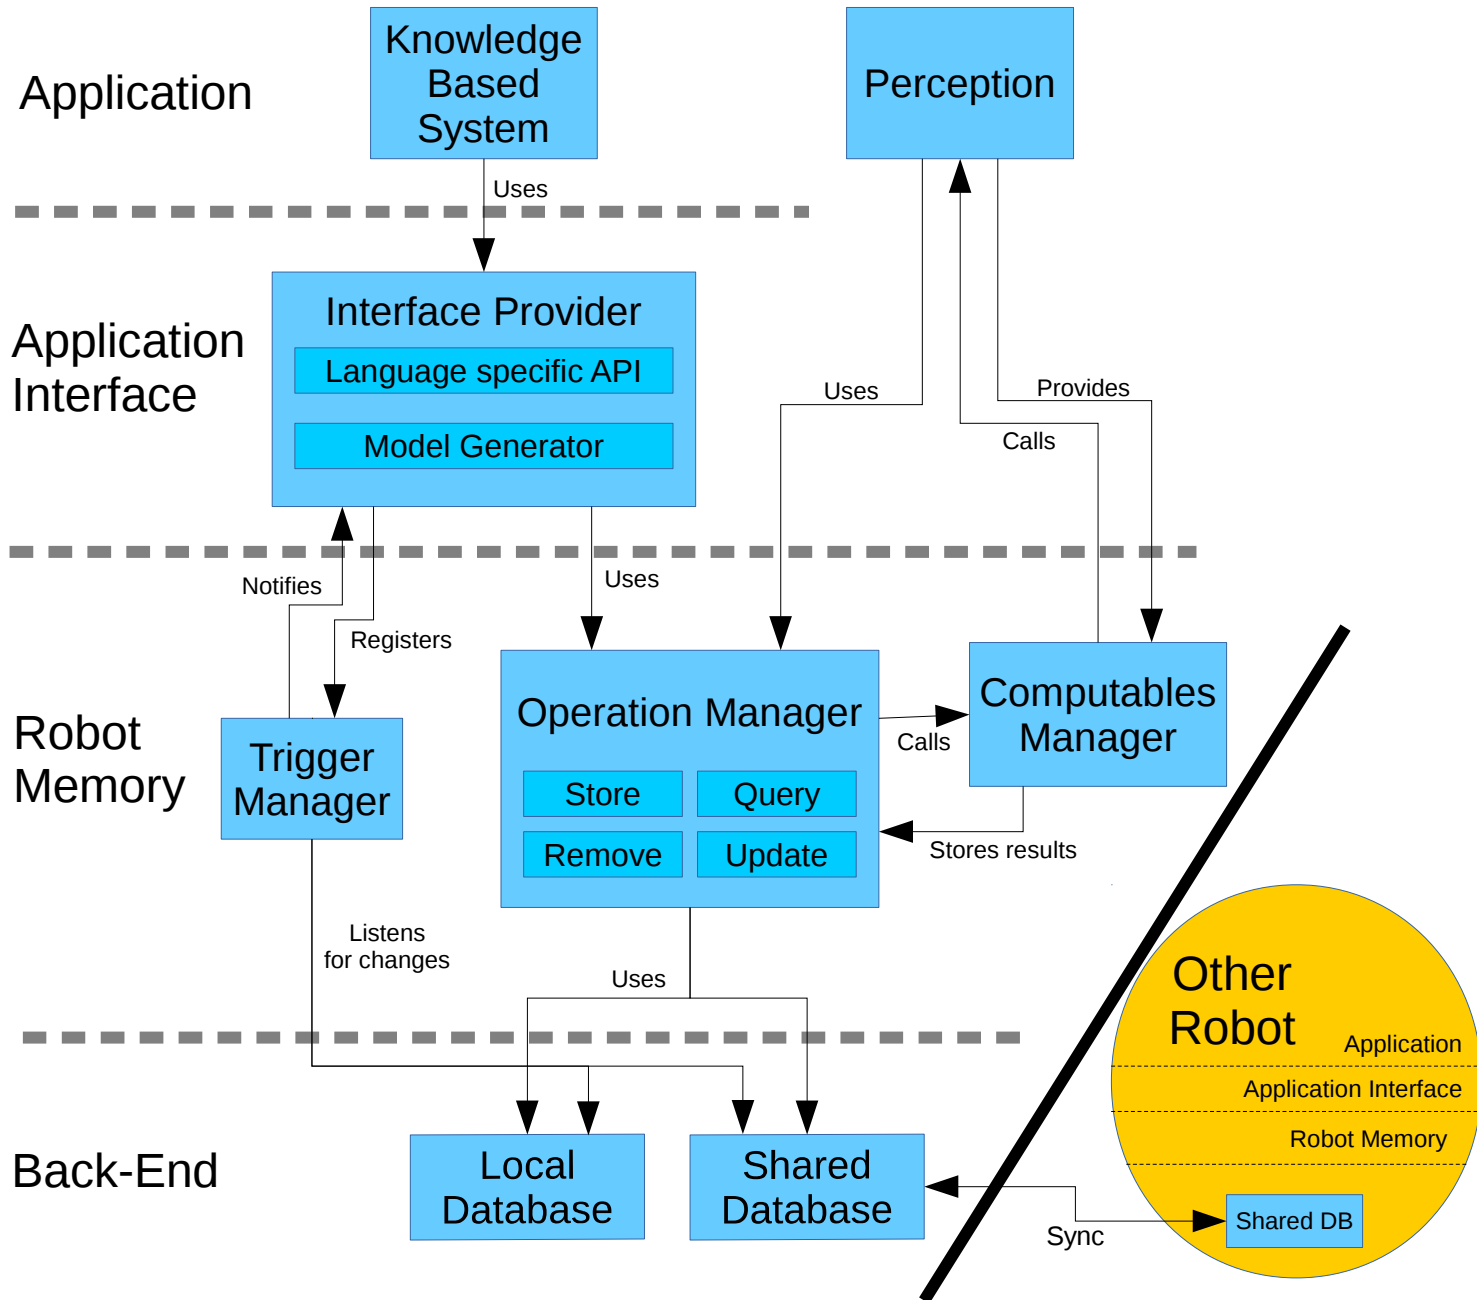 Application
Knowledge
Based
System
Perception
Uses
Application
Interface
Interface Provider
Language specific API
Model Generator
Uses
Provides
Calls
Notifies
Registers
Uses
Robot
Memory
Trigger
Manager
Operation Manager
Store
Query
Remove
Update
Calls
Computables
Manager
Stores results
Listens
for changes
Uses
Back-End
Local
Database
Shared
Database
Sync
Other
Robot
Application
Application Interface
Robot Memory
Shared DB